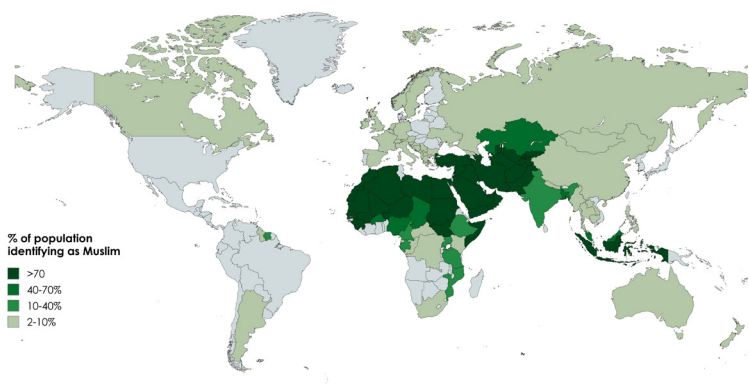 % of population
identifying as Muslim
>70
40-70%
10-40%
2-10%